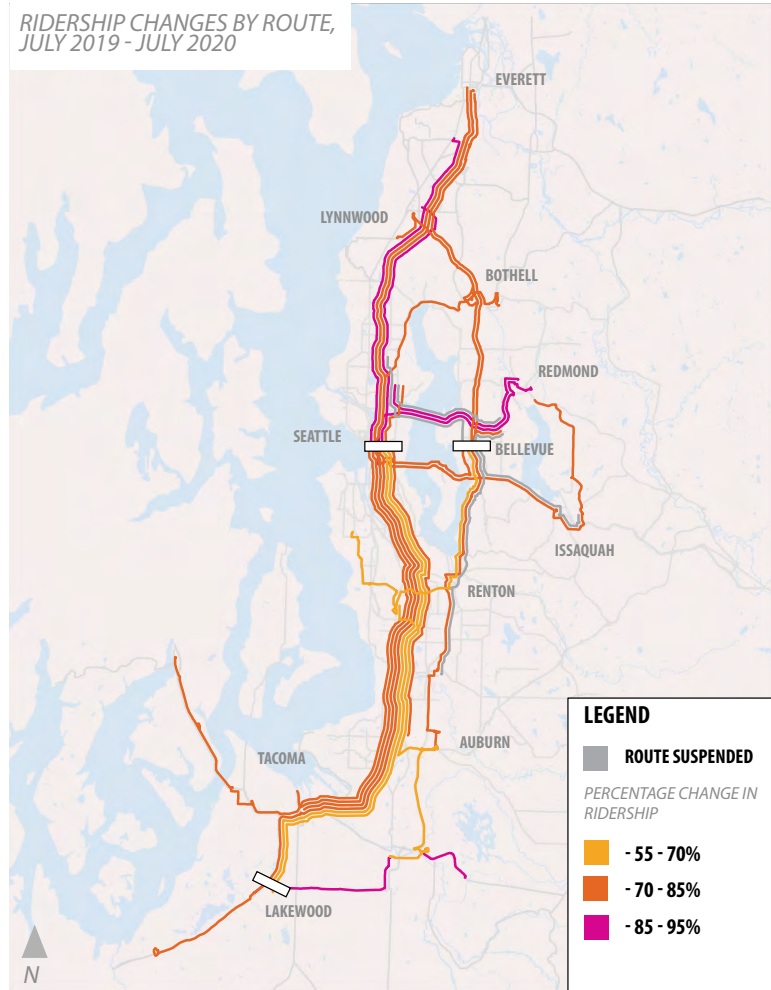 RIDERSHIP CHANGES BY ROUTE,
JULY 2019 - JULY 2020
EVERETT
LYNNWOOD
BOTHELL
REDMOND
SEATTLE
BELLEVUE
ISSAQUAH
RENTON
TACOMA
AUBURN
LAKEWOOD
N
LEGEND
ROUTE SUSPENDED
PERCENTAGE CHANGE IN
RIDERSHIP
- 55 - 70%
- 70 - 85%
- 85 - 95%